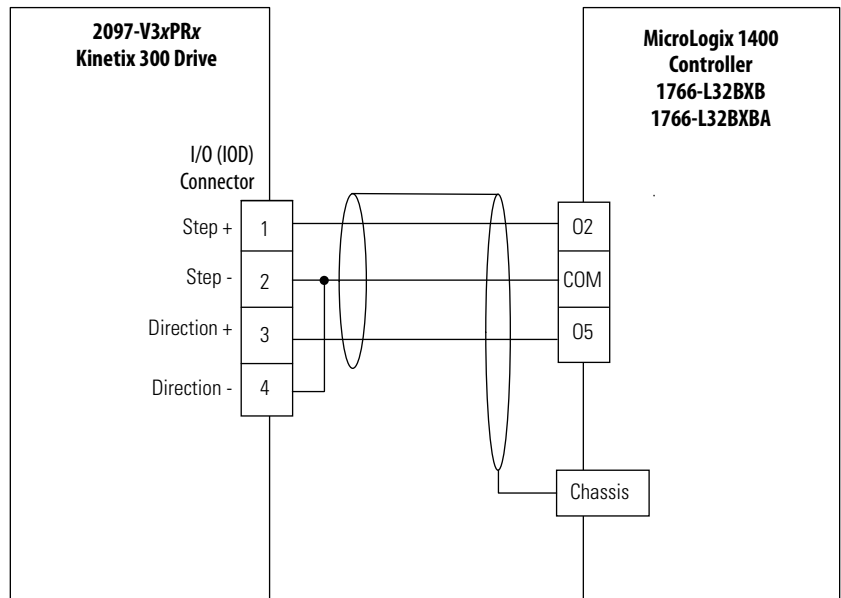 2097-V3xPRx
Kinetix 300 Drive
MicroLogix 1400
Controller
1766-L32BXB
1766-L32BXBA
I/O (IOD)
Connector
Step + 1
Step - 2
Direction + 3
Direction - 4
O2
COM
O5
Chassis